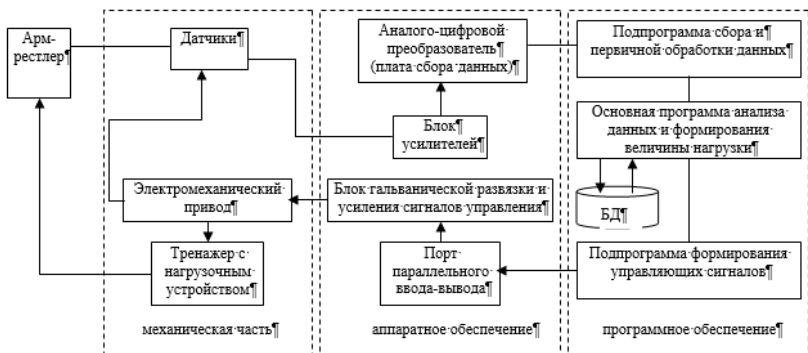 Арм-
рестлер¶
Датчики¶
Аналого-цифровой·
преобразователь·
(плата·сбора·данных)¶
Подпрограмма·сбора·и¶
первичной·обработки·данных¶
Блок¶
усилителей¶
Основная·программа·анализа·
данных·и·формирования·
величины·нагрузки¶
БД¶
Электромеханический·
привод¶
Блок·гальванической·развязки·и·
усиления·сигналов·управления¶
Тренажер·с·
нагрузочным·
устройством¶
Порт·
параллельного·
ввода-вывода¶
Подпрограмма·формирования·
управляющих·сигналов¶
механическая·часть¶
аппаратное·обеспечение¶
программное·обеспечение¶